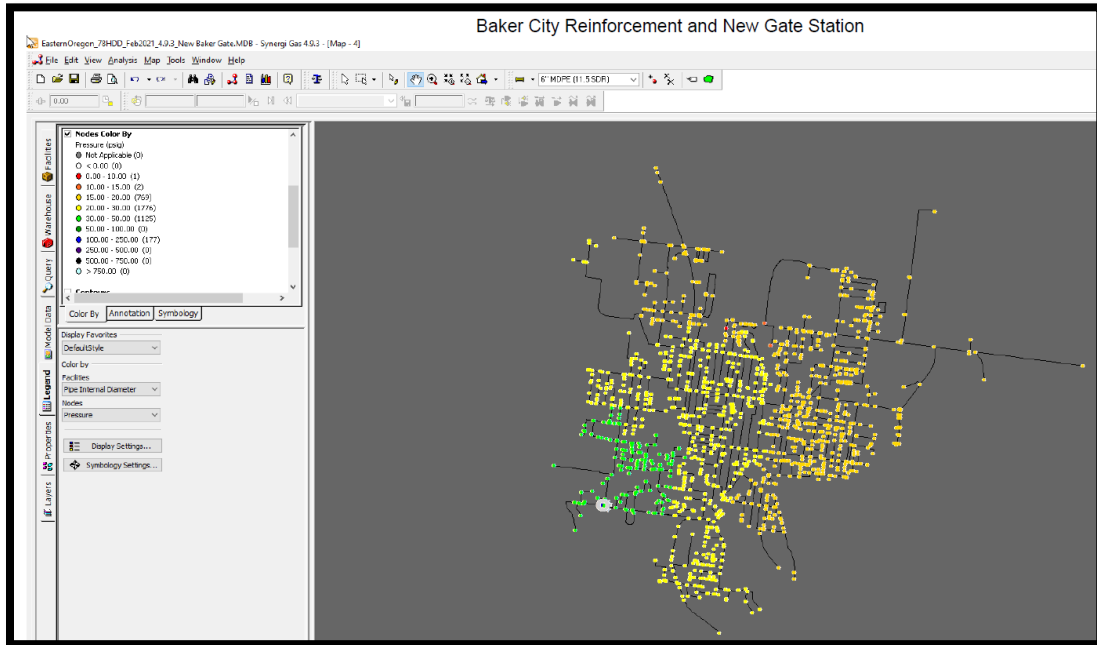 Baker City Reinforcement and New Gate Station
EasternOregon_78HDD_Feb2021_4.9.3_New Baker Gate.MDB - Synergi Gas 4.9.3 - [Map - 4]
File Edit View Analysis Map Tools Window Help
6" MDPE (11.5 SDR)
0.00
Facilities
Warehouse
Query
Model Data
Legend
Properties
Layers
Nodes Color By
Pressure (psig)
Not Applicable (0)
< 0.00 (0)
0.00 - 10.00 (1)
10.00 - 15.00 (2)
15.00 - 20.00 (769)
20.00 - 30.00 (1776)
30.00 - 50.00 (1125)
50.00 - 100.00 (0)
100.00 - 250.00 (177)
250.00 - 500.00 (0)
500.00 - 750.00 (0)
> 750.00 (0)
Color By Annotation Symbology
Display Favorites
DefaultStyle
Color by
Facilities
Pipe Internal Diameter
Nodes
Pressure
Display Settings...
Symbology Settings...